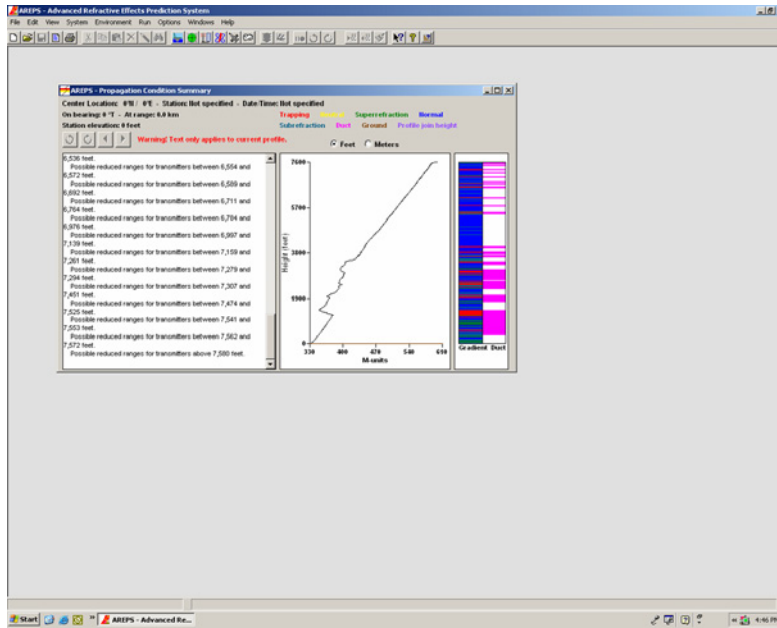 AREPS - Advanced Refractive Effects Prediction System
File Edit View System Environment Run Options Windows Help
AREPS - Propagation Condition Summary
Center Location: 0°N / 0°E - Station: Not specified - Date/Time: Not specified
On bearing: 0 °T - At range: 0.0 km
Trapping Neutral Superrefraction Normal
Station elevation: 0 feet
Subrefraction Duct Ground Profile join height
Warning! Text only applies to current profile.
Feet Meters
6,536 feet.
Possible reduced ranges for transmitters between 6,554 and
6,572 feet.
Possible reduced ranges for transmitters between 6,589 and
6,692 feet.
Possible reduced ranges for transmitters between 6,711 and
6,764 feet.
Possible reduced ranges for transmitters between 6,784 and
6,976 feet.
Possible reduced ranges for transmitters between 6,997 and
7,139 feet.
Possible reduced ranges for transmitters between 7,159 and
7,261 feet.
Possible reduced ranges for transmitters between 7,279 and
7,294 feet.
Possible reduced ranges for transmitters between 7,307 and
7,451 feet.
Possible reduced ranges for transmitters between 7,474 and
7,525 feet.
Possible reduced ranges for transmitters between 7,541 and
7,553 feet.
Possible reduced ranges for transmitters between 7,562 and
7,572 feet.
Possible reduced ranges for transmitters above 7,580 feet.
7600
5700
3800
1900
0
Height (feet)
330 400 470 540 610
M-units
Gradient Duct
Start
AREPS - Advanced Re...
4:46 PM